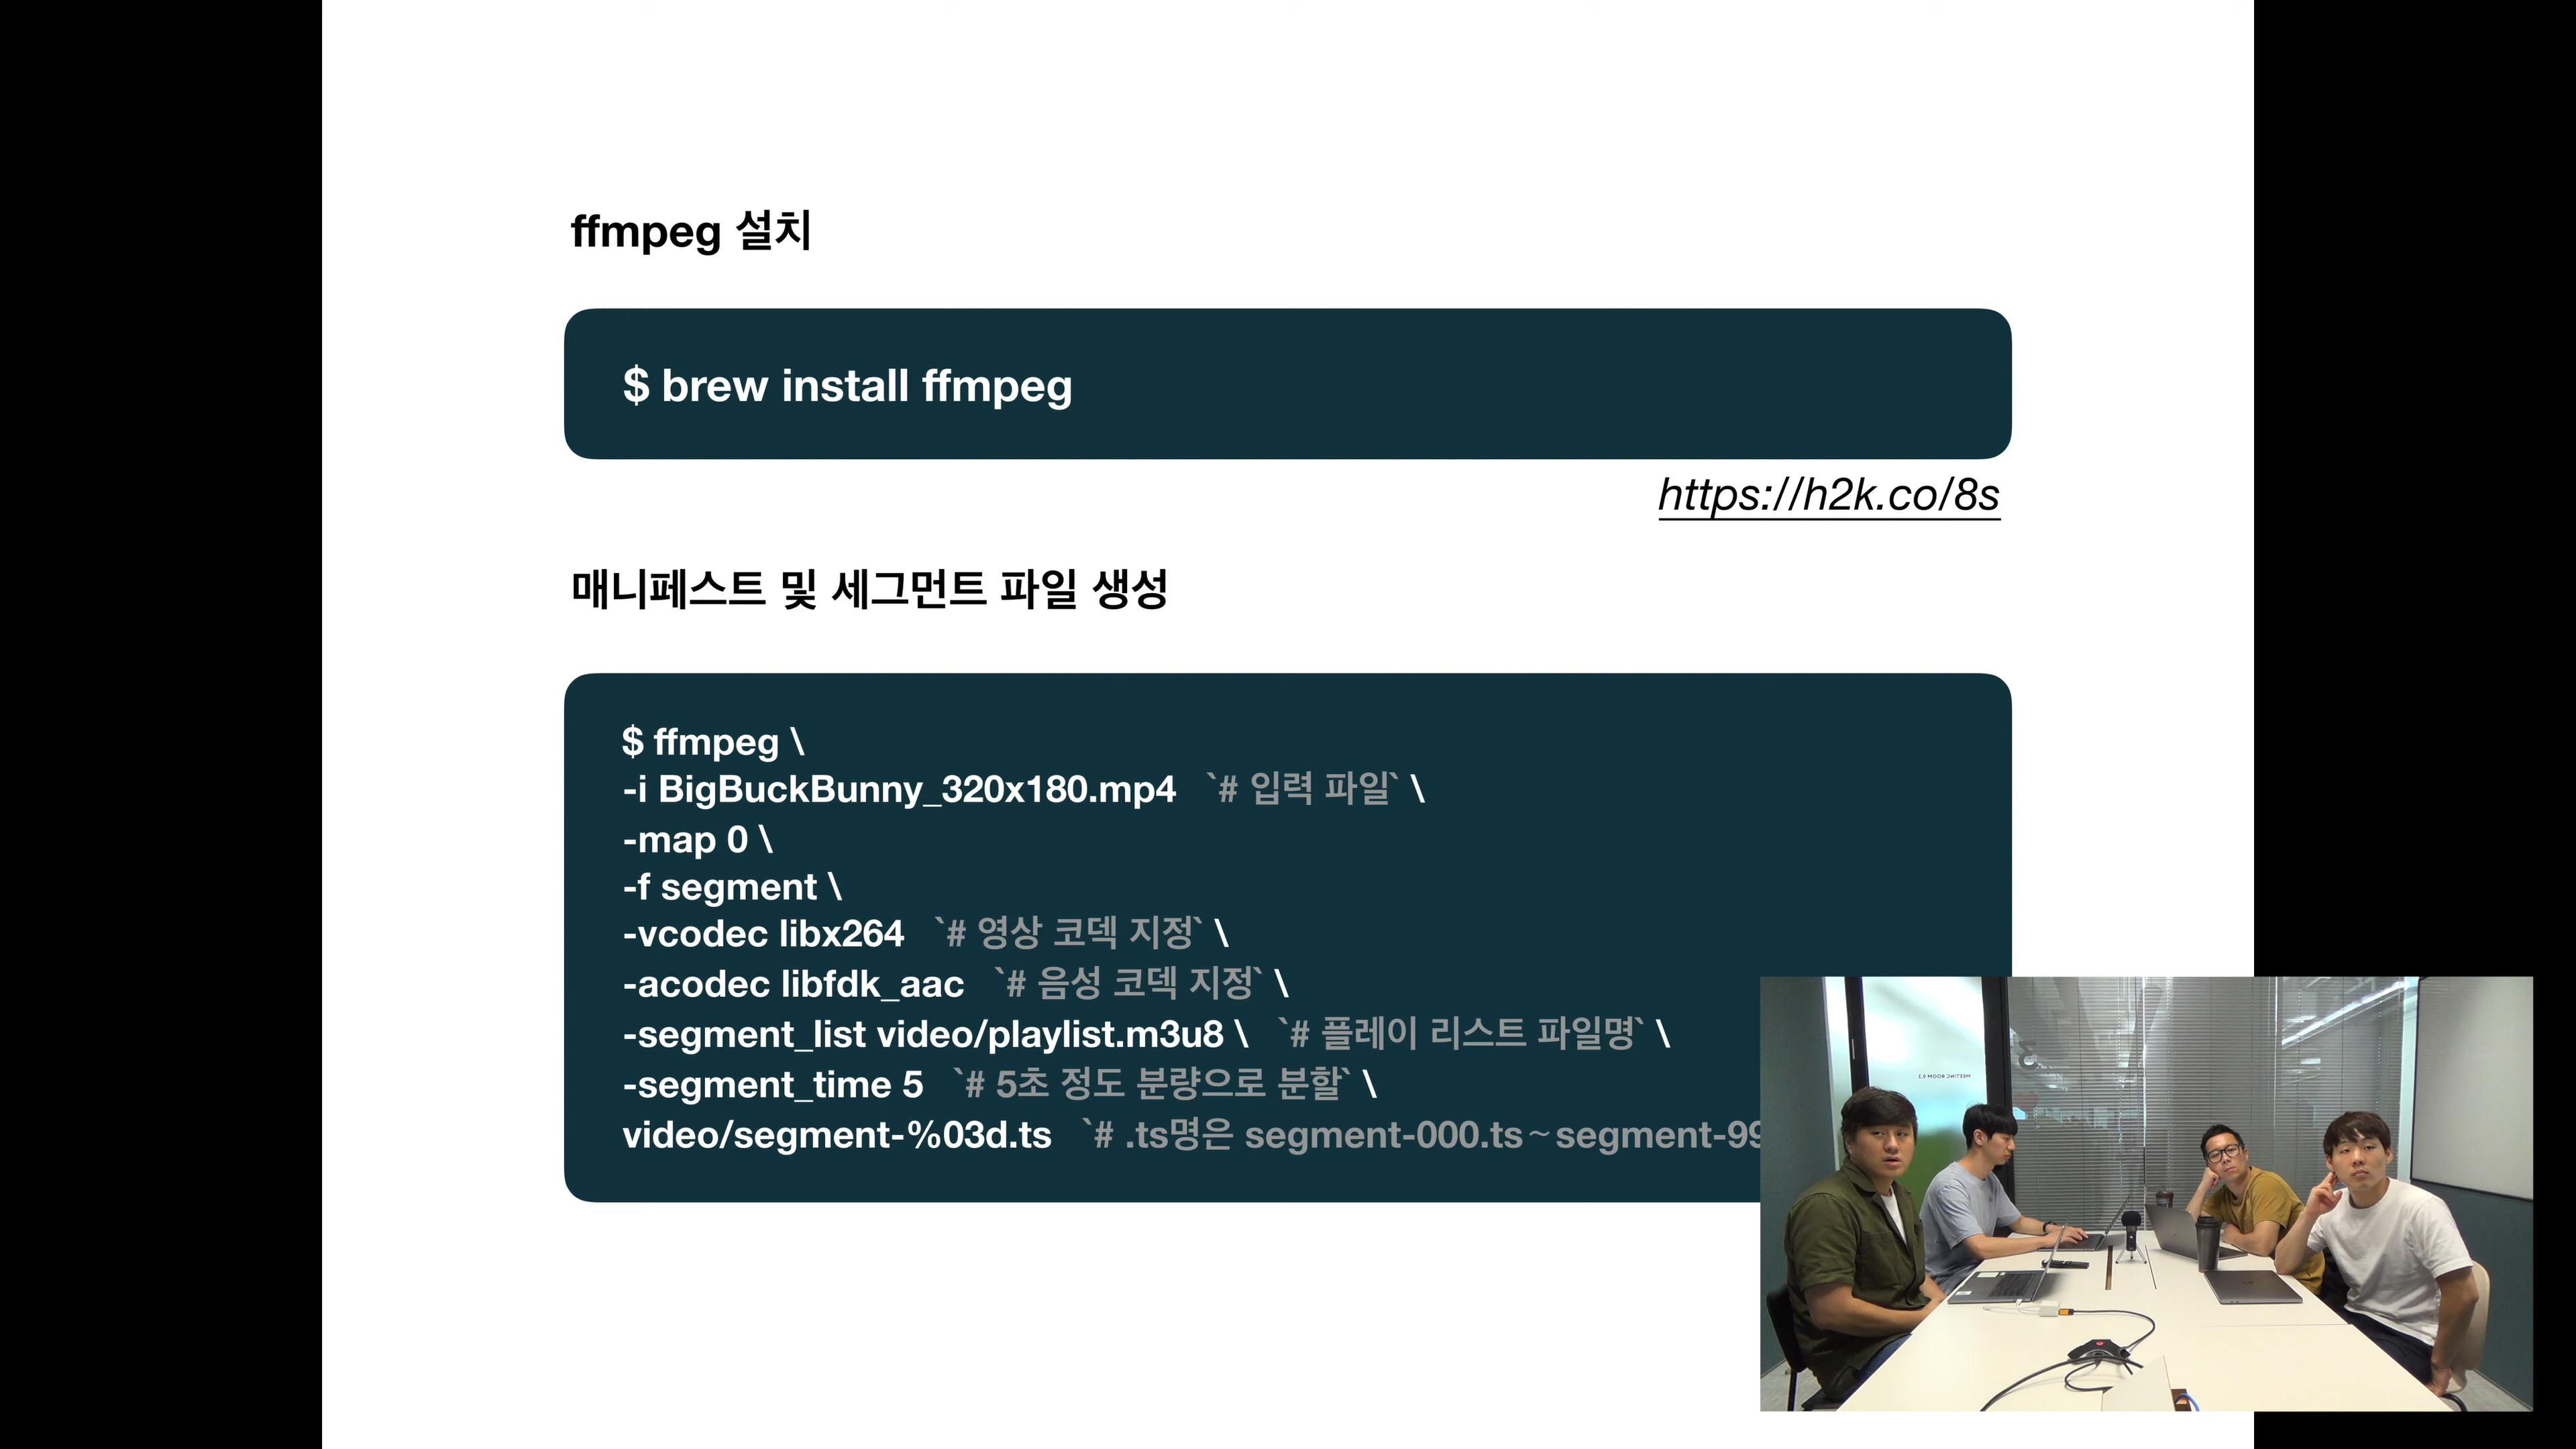 ffmpeg 설치
$ brew install ffmpeg
https://h2k.co/8s
매니페스트 및 세그먼트 파일 생성
$ ffmpeg \
-i BigBuckBunny_320x180.mp4 `# 입력 파일` \
-map 0 \
-f segment \
-vcodec libx264 `# 영상 코덱 지정` \
-acodec libfdk_aac `# 음성 코덱 지정` \
-segment_list video/playlist.m3u8 \ `# 플레이 리스트 파일명` \
-segment_time 5 `# 5초 정도 분량으로 분할` \
video/segment-%03d.ts `# .ts명은 segment-000.ts~segment-99
MEETING ROOM